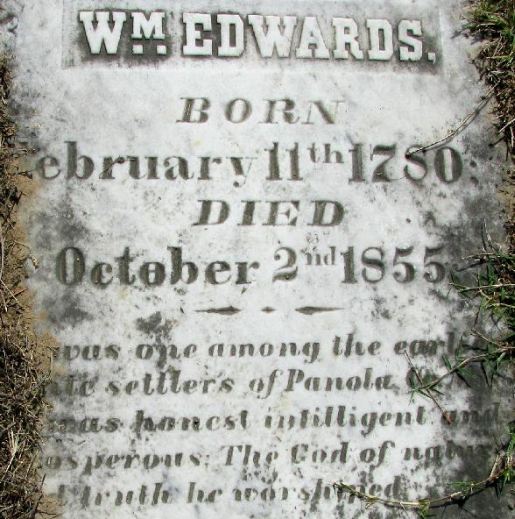 WM. EDWARDS.
BORN
ebruary 11th 1780;
DIED
October 2nd 1855
was one among the earl
settlers of Panola
was honest intilligent and
osperous. The God of natur
truth he worshiped